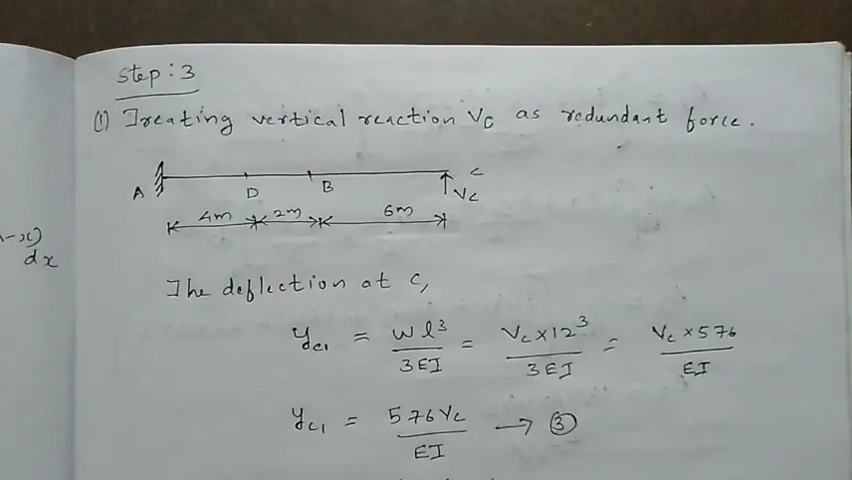 Step : 3
(1) Treating vertical reaction Vc as redundant force.
A D B C
Vc
4m 2m 6m
-x)
dx
The deflection at C,
yc1 = Wl³/3EI = Vc×12³/3EI = Vc×576/EI
yc1 = 576Vc/EI → ③